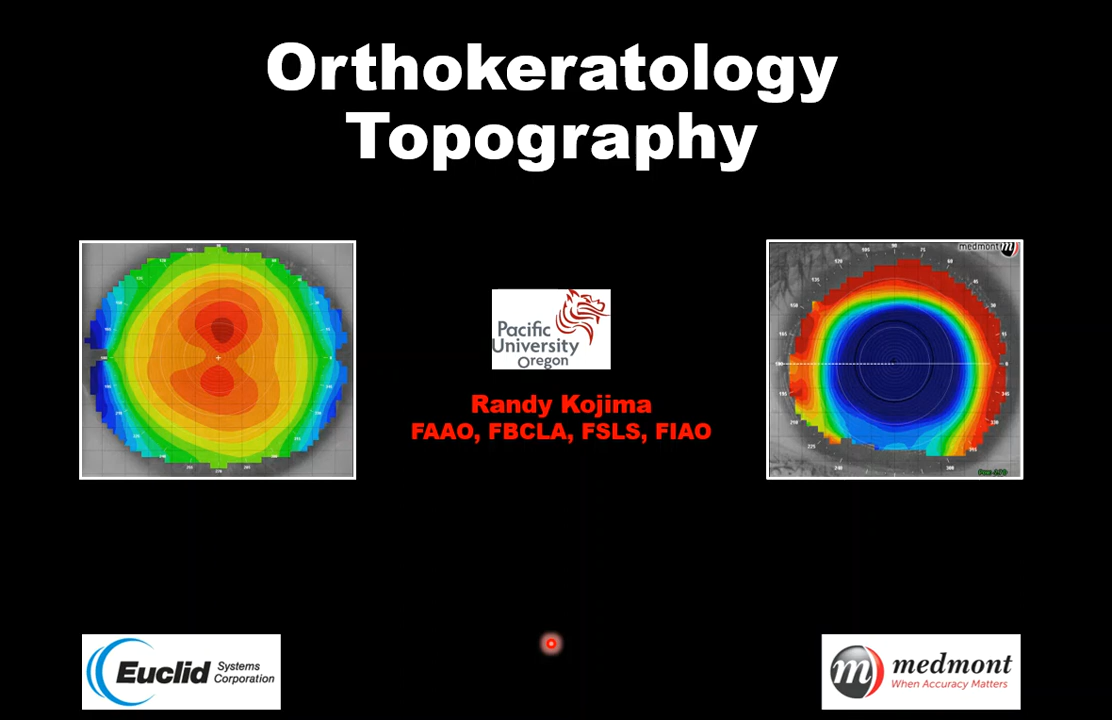 Orthokeratology
Topography
medmont
Pacific
University
Oregon
Randy Kojima
FAAO, FBCLA, FSLS, FIAO
Euclid Systems
Corporation
medmont
When Accuracy Matters